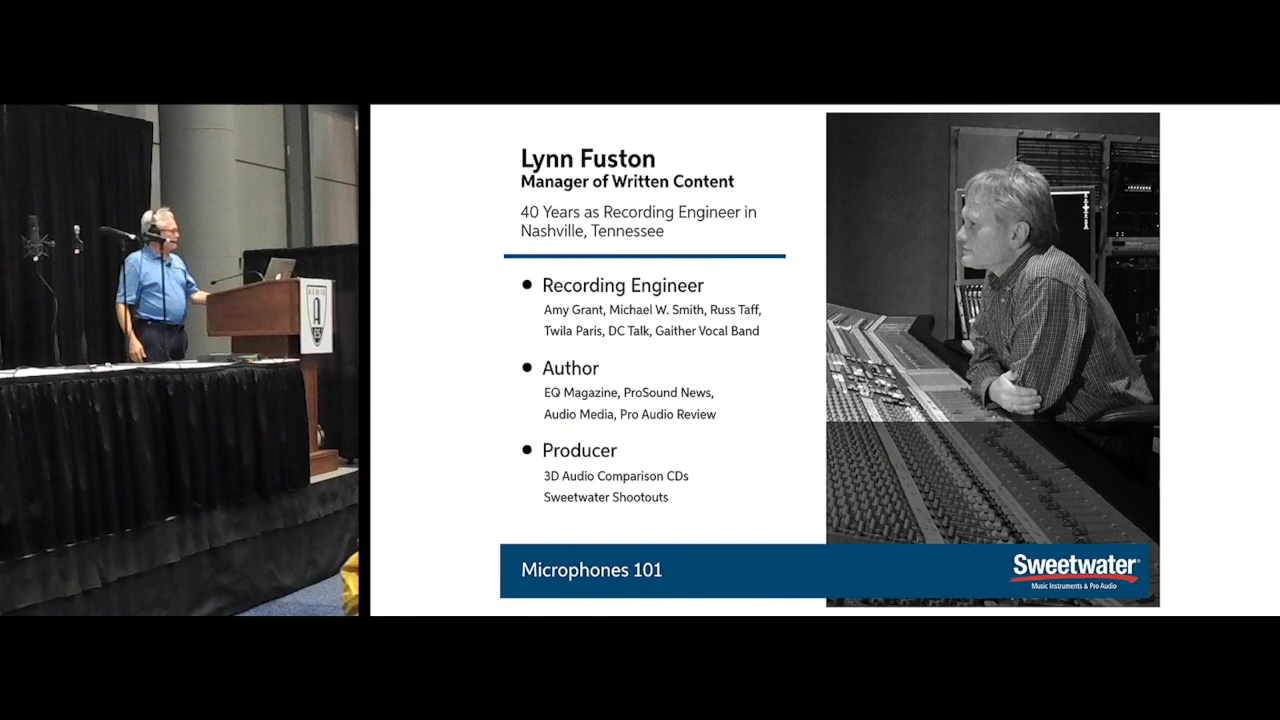 AUDIO
A
ES
Lynn Fuston
Manager of Written Content
40 Years as Recording Engineer in
Nashville, Tennessee
● Recording Engineer
Amy Grant, Michael W. Smith, Russ Taff,
Twila Paris, DC Talk, Gaither Vocal Band
● Author
EQ Magazine, ProSound News,
Audio Media, Pro Audio Review
● Producer
3D Audio Comparison CDs
Sweetwater Shootouts
Microphones 101
Sweetwater®
Music Instruments & Pro Audio